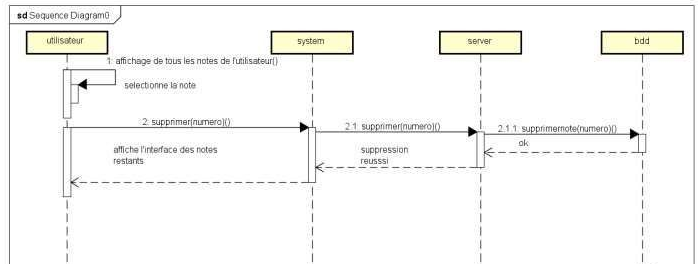 sd Sequence Diagram0
utilisateur
system
server
bdd
1: affichage de tous les notes de l'utilisateur()
selectionne la note
2: supprimer(numero)()
2.1: supprimer(numero)()
2.1.1: supprimernote(numero)()
ok
affiche l'interface des notes
restants
suppression
reusssi